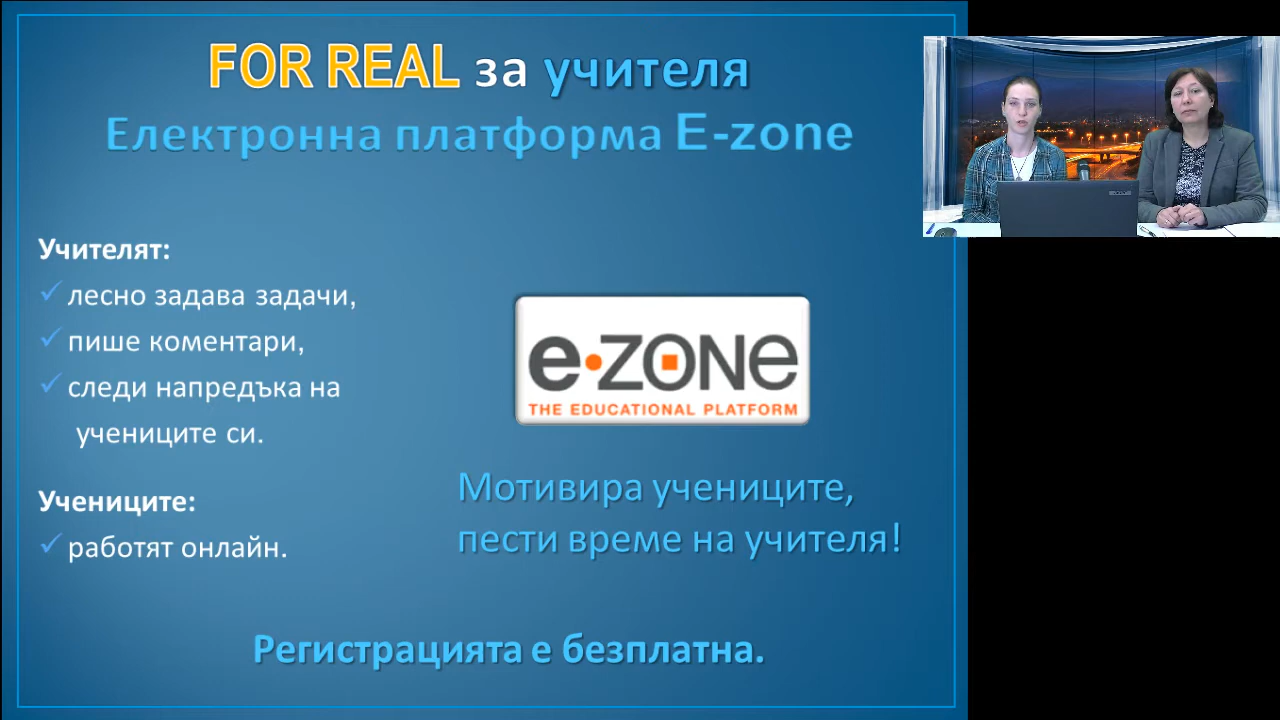 FOR REAL за учителя
Електронна платформа E-zone
Учителят:
лесно задава задачи,
пише коментари,
следи напредъка на
учениците си.
Учениците:
работят онлайн.
e·zone
THE EDUCATIONAL PLATFORM
Мотивира учениците,
пести време на учителя!
Регистрацията е безплатна.